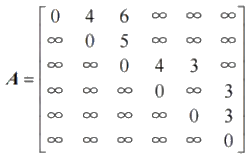 0 4 6 ∞ ∞ ∞
∞ 0 5 ∞ ∞ ∞
∞ ∞ 0 4 3 ∞
A = ∞ ∞ ∞ 0 ∞ 3
∞ ∞ ∞ ∞ 0 3
∞ ∞ ∞ ∞ ∞ 0